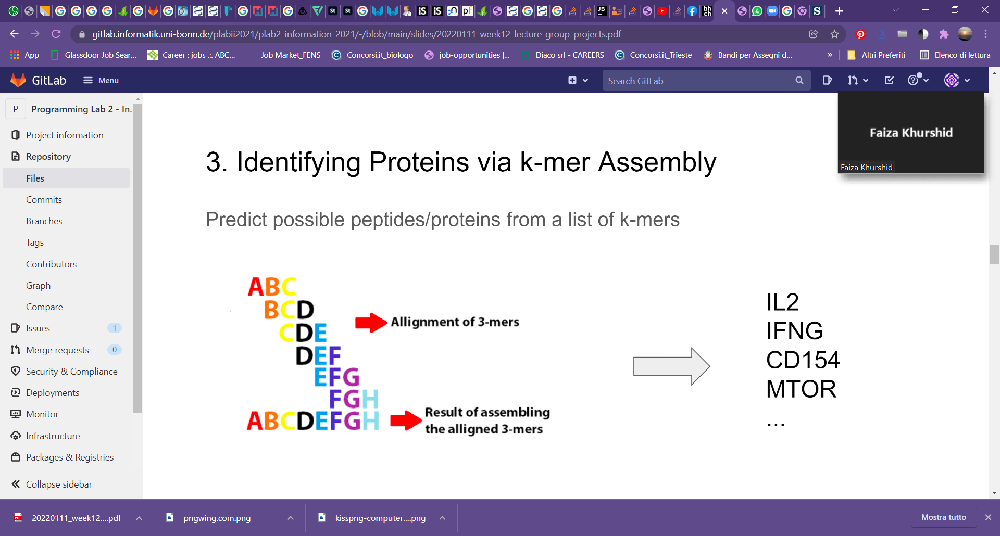 gitlab.informatik.uni-bonn.de/plabii2021/plab2_information_2021/-/blob/main/slides/20220111_week12_lecture_group_projects.pdf
App
Glassdoor Job Sear...
Career : jobs .:. ABC...
Job Market_FENS
Concorsi.it_biologo
job-opportunities |...
Diaco srl - CAREERS
Concorsi.it_Trieste
Bandi per Assegni d...
»
Altri Preferiti
Elenco di lettura
GitLab
Menu
Search GitLab
P
Programming Lab 2 - In.
Project information
Repository
Files
Commits
Branches
Tags
Contributors
Graph
Compare
Issues 1
Merge requests 0
Security & Compliance
Deployments
Monitor
Infrastructure
Packages & Registries
Collapse sidebar
Faiza Khurshid
Faiza Khurshid
3. Identifying Proteins via k-mer Assembly
Predict possible peptides/proteins from a list of k-mers
ABC
BCD
CDE
DEF
EFG
FGH
ABCDEFGH
Allignment of 3-mers
Result of assembling
the alligned 3-mers
IL2
IFNG
CD154
MTOR
...
20220111_week12....pdf
pngwing.com.png
kisspng-computer....png
Mostra tutto